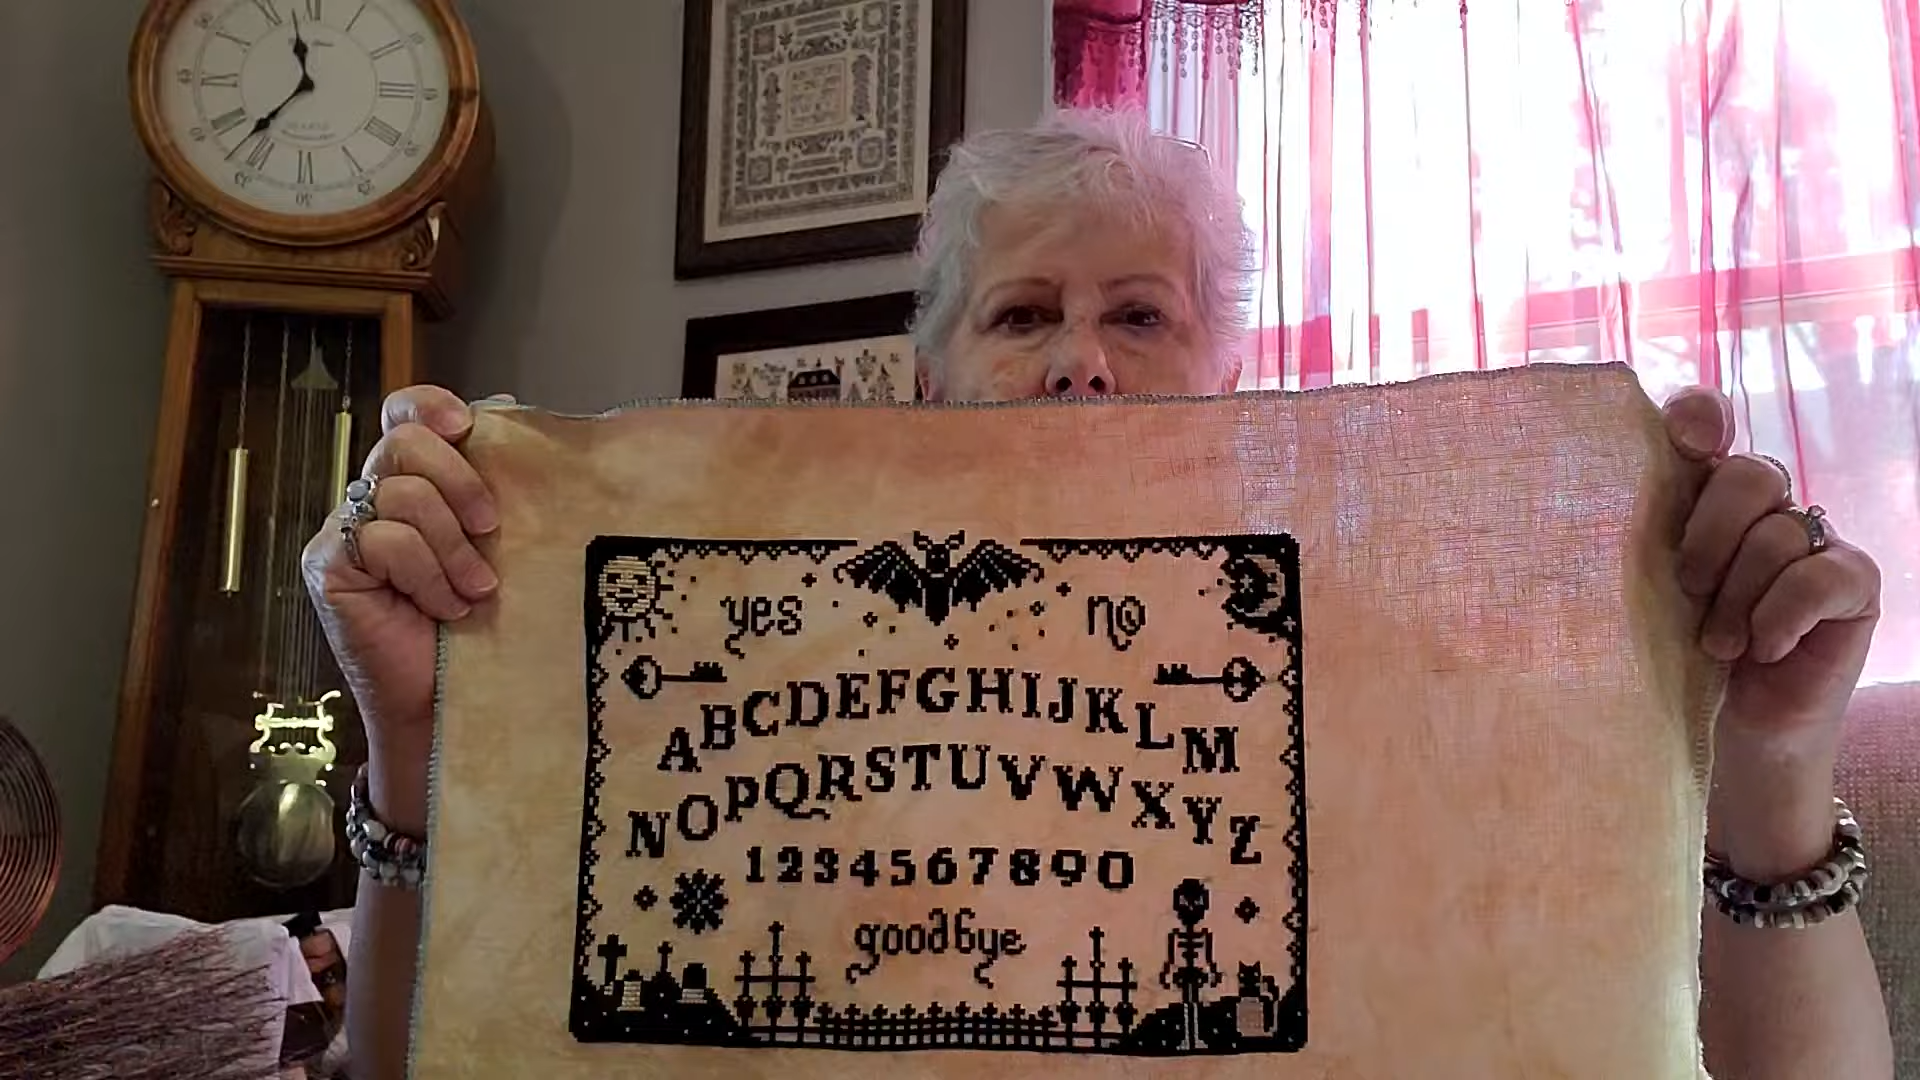 yes no
ABCDEFGHIJKLM
NOPQRSTUVWXYZ
1234567890
goodbye